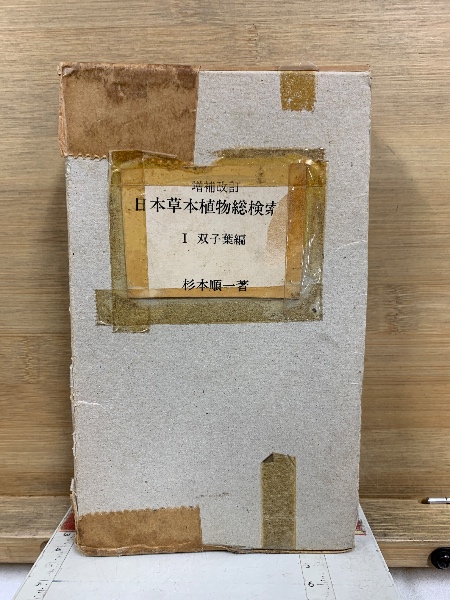 増補改訂
日本草本植物総検索
I 双子葉編
杉本順一著